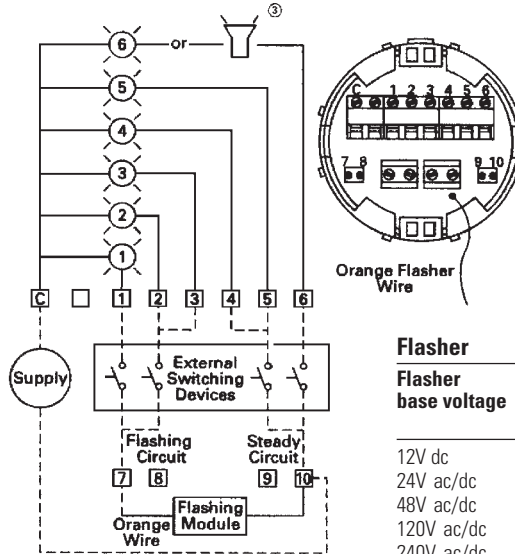 ③
6 or
5
4
3
2
1
C 1 2 3 4 5 6
Supply
External
Switching
Devices
Flashing
Circuit
Steady
Circuit
7 8 9 10
Flashing
Module
Orange
Wire
C 1 2 3 4 5 6
7 8 9 10
Orange Flasher
Wire
Flasher
Flasher
base voltage
12V dc
24V ac/dc
48V ac/dc
120V ac/dc
240V ac/dc